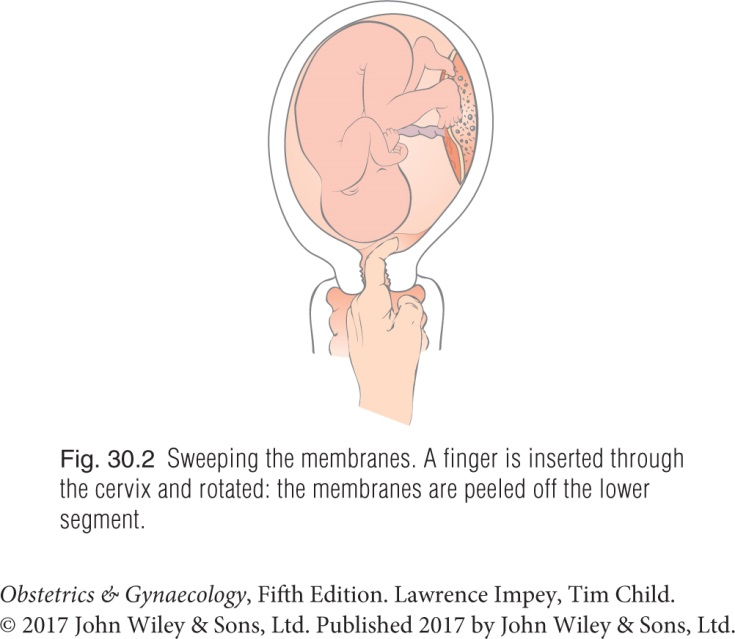 Fig. 30.2 Sweeping the membranes. A finger is inserted through
the cervix and rotated: the membranes are peeled off the lower
segment.
Obstetrics & Gynaecology, Fifth Edition. Lawrence Impey, Tim Child.
© 2017 John Wiley & Sons, Ltd. Published 2017 by John Wiley & Sons, Ltd.